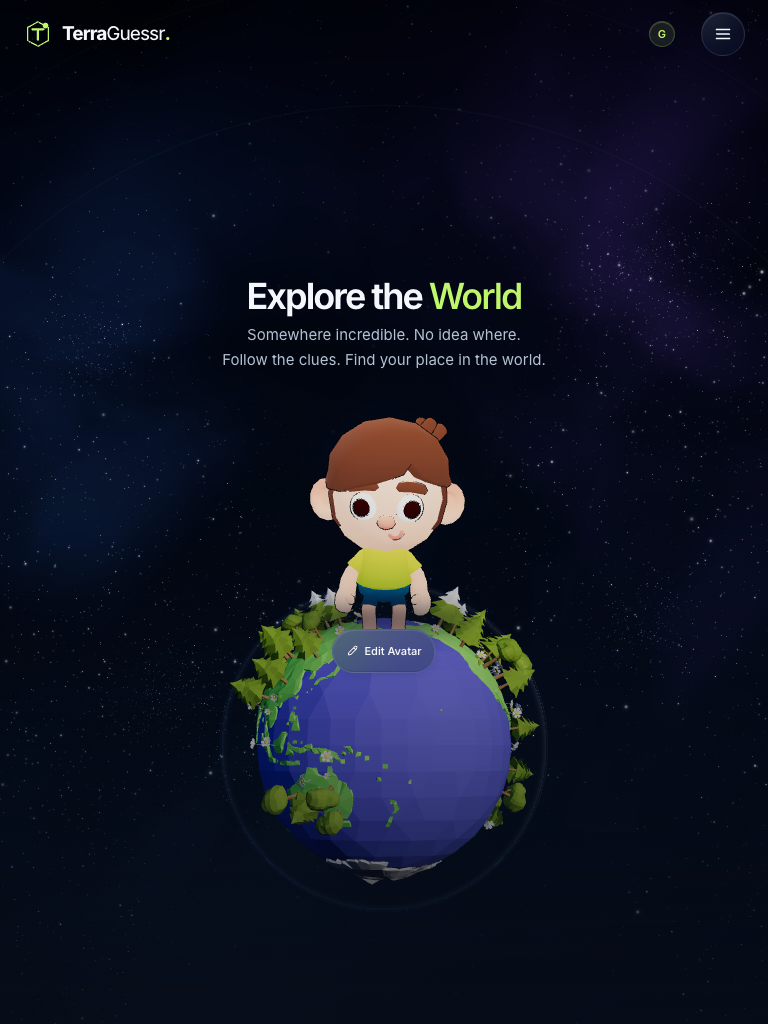 TerraGuessr.
G
Explore the World
Somewhere incredible. No idea where.
Follow the clues. Find your place in the world.
Edit Avatar